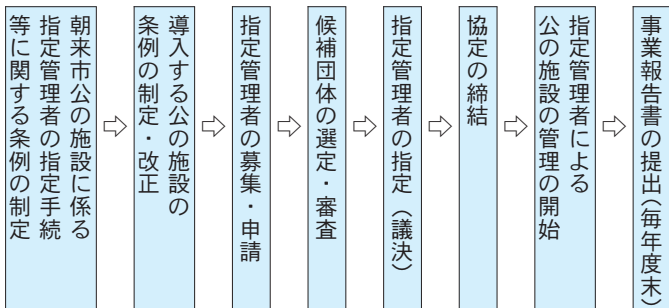 朝来市公の施設に係る
指定管理者の指定手続
等に関する条例の制定
導入する公の施設の
条例の制定・改正
指定管理者の募集・申請
候補団体の選定・審査
指定管理者の指定（議決）
協定の締結
指定管理者による
公の施設の管理の開始
事業報告書の提出（毎年度末）